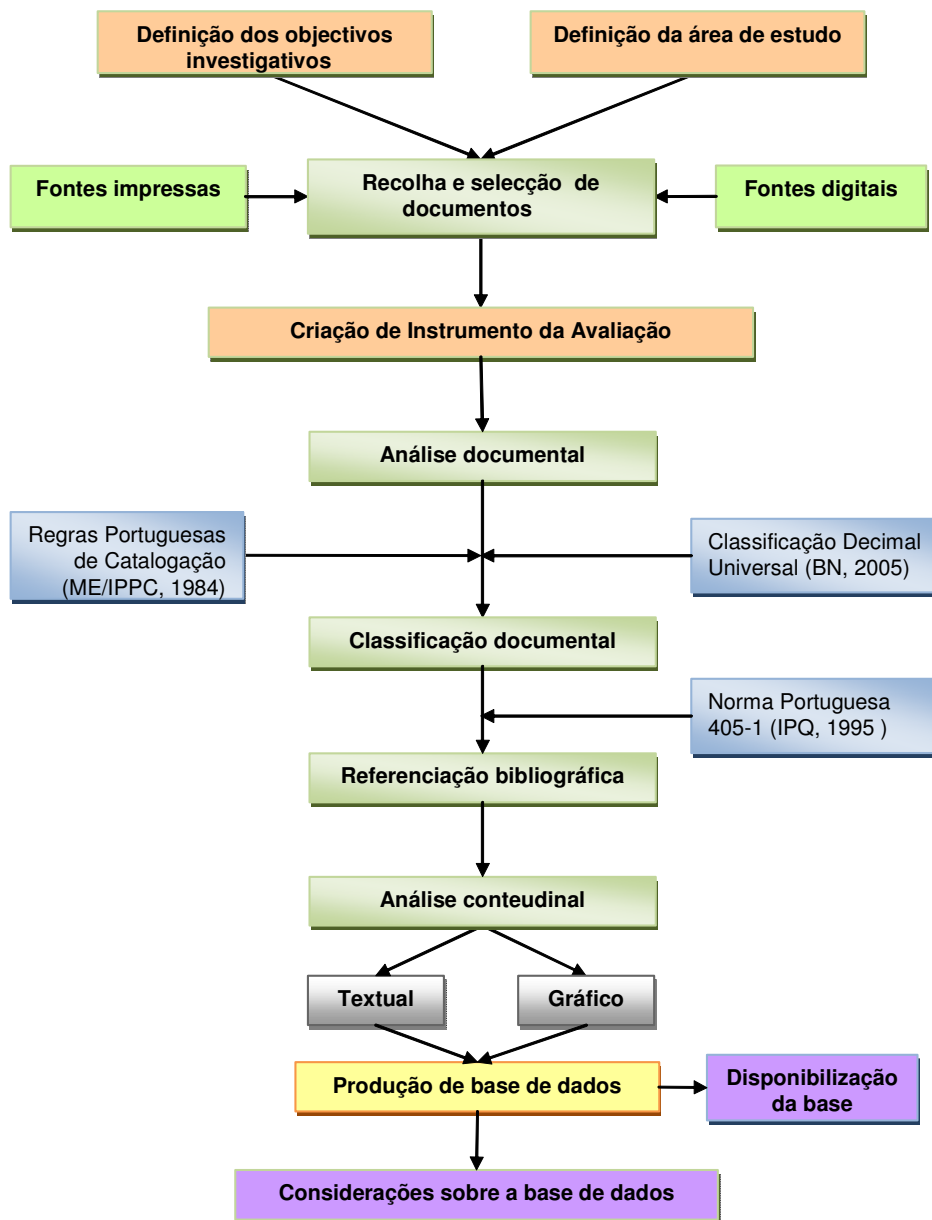 Definição dos objectivos
investigativos
Definição da área de estudo
Fontes impressas
Recolha e selecção de
documentos
Fontes digitais
Criação de Instrumento da Avaliação
Análise documental
Regras Portuguesas
de Catalogação
(ME/IPPC, 1984)
Classificação Decimal
Universal (BN, 2005)
Classificação documental
Norma Portuguesa
405-1 (IPQ, 1995 )
Referenciação bibliográfica
Análise conteudinal
Textual
Gráfico
Produção de base de dados
Disponibilização
da base
Considerações sobre a base de dados